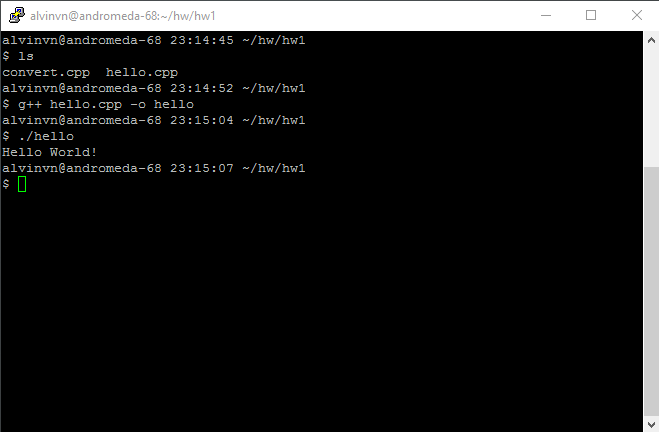 alvinvn@andromeda-68:~/hw/hw1
alvinvn@andromeda-68 23:14:45 ~/hw/hw1
$ ls
convert.cpp  hello.cpp
alvinvn@andromeda-68 23:14:52 ~/hw/hw1
$ g++ hello.cpp -o hello
alvinvn@andromeda-68 23:15:04 ~/hw/hw1
$ ./hello
Hello World!
alvinvn@andromeda-68 23:15:07 ~/hw/hw1
$